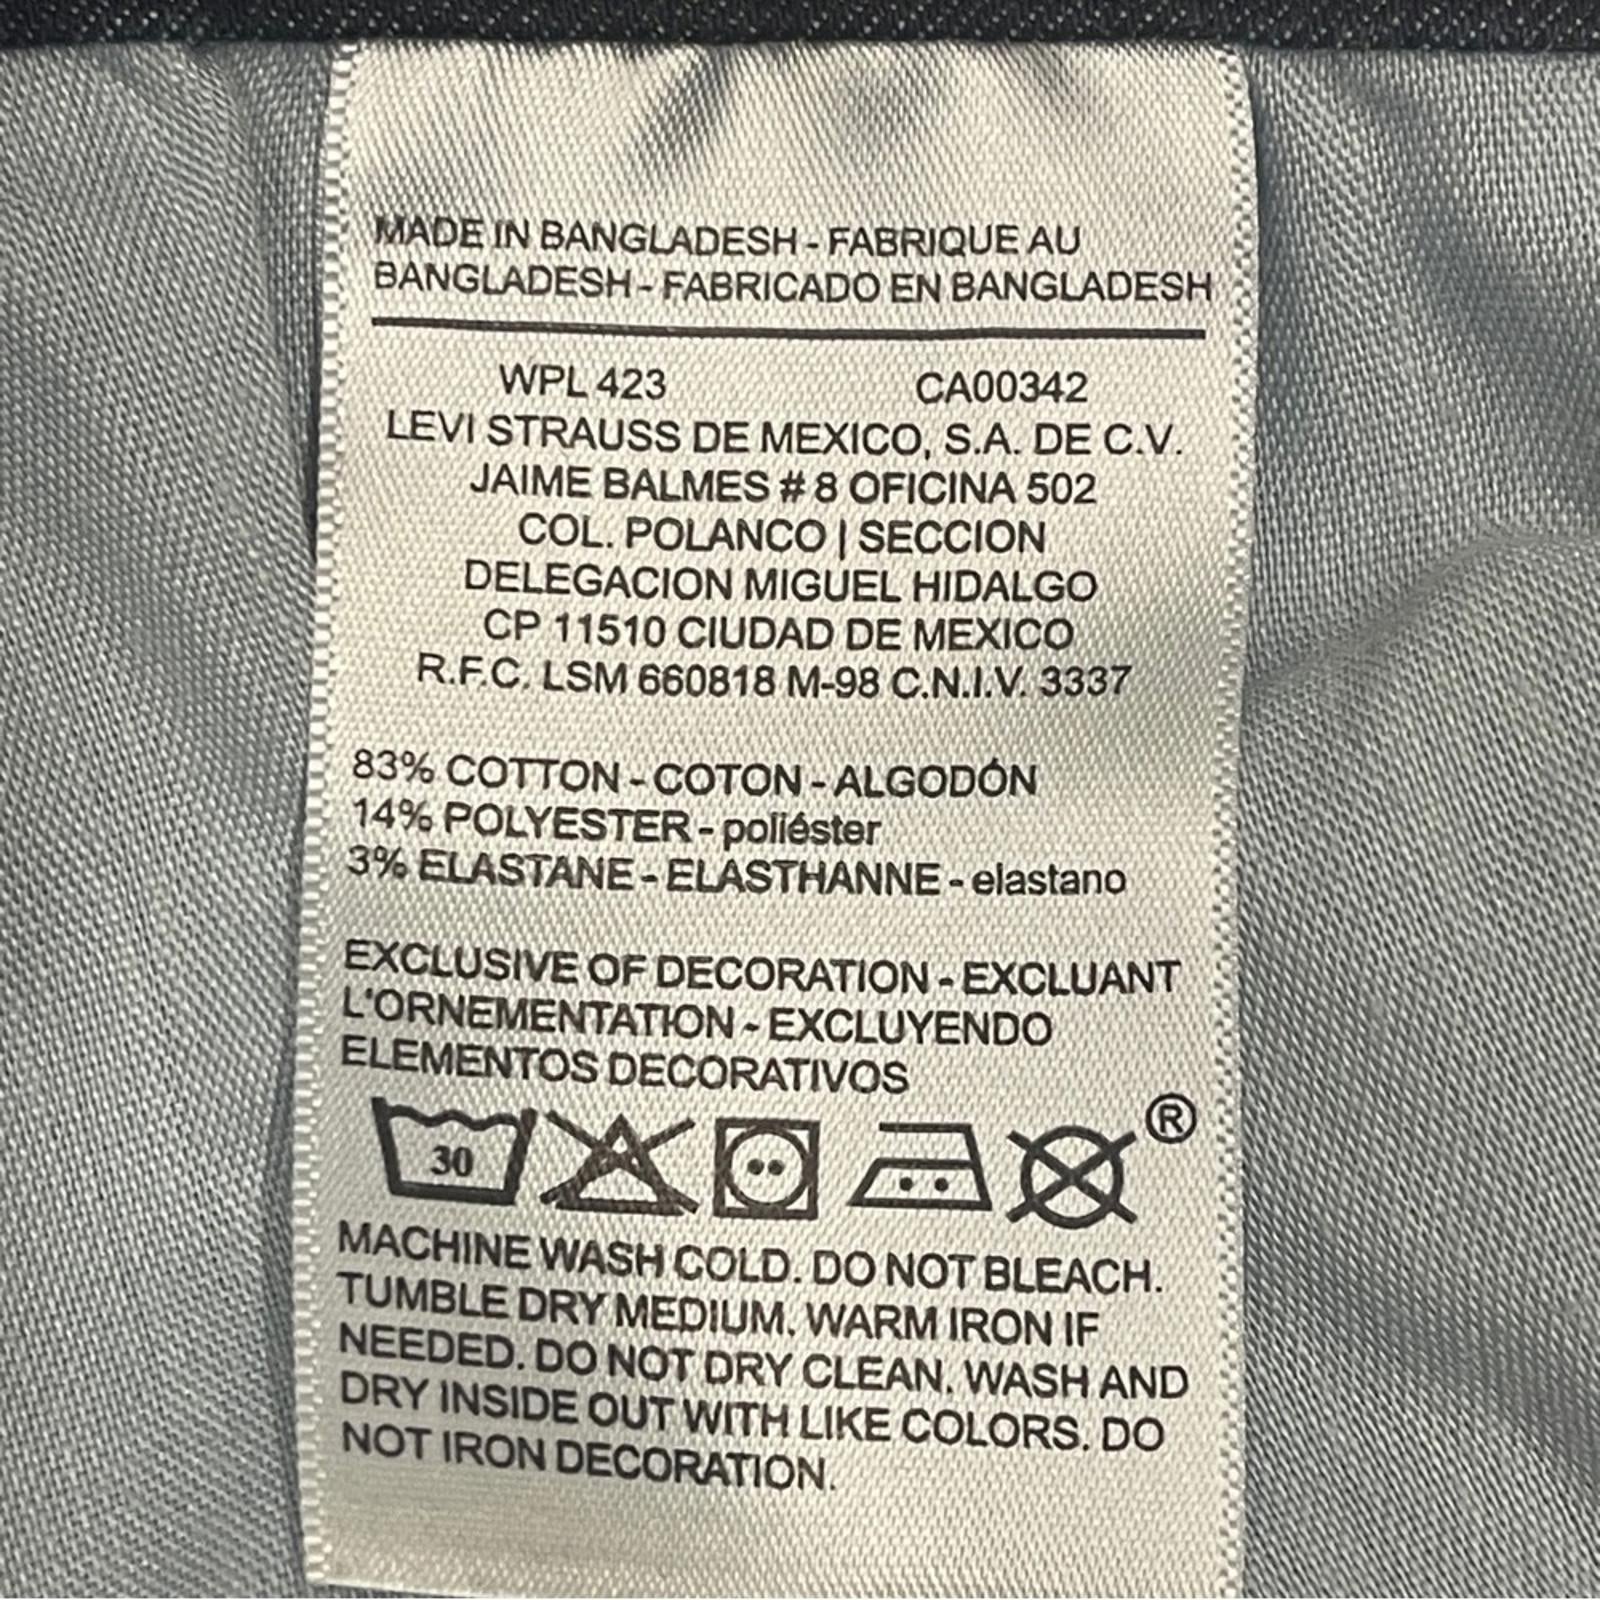 MADE IN BANGLADESH - FABRIQUE AU
BANGLADESH - FABRICADO EN BANGLADESH
WPL 423 CA00342
LEVI STRAUSS DE MEXICO, S.A. DE C.V.
JAIME BALMES # 8 OFICINA 502
COL. POLANCO | SECCION
DELEGACION MIGUEL HIDALGO
CP 11510 CIUDAD DE MEXICO
R.F.C. LSM 660818 M-98 C.N.I.V. 3337
83% COTTON - COTON - ALGODÓN
14% POLYESTER - poliéster
3% ELASTANE - ELASTHANNE - elastano
EXCLUSIVE OF DECORATION - EXCLUANT
L'ORNEMENTATION - EXCLUYENDO
ELEMENTOS DECORATIVOS
30 ®
MACHINE WASH COLD. DO NOT BLEACH.
TUMBLE DRY MEDIUM. WARM IRON IF
NEEDED. DO NOT DRY CLEAN. WASH AND
DRY INSIDE OUT WITH LIKE COLORS. DO
NOT IRON DECORATION.